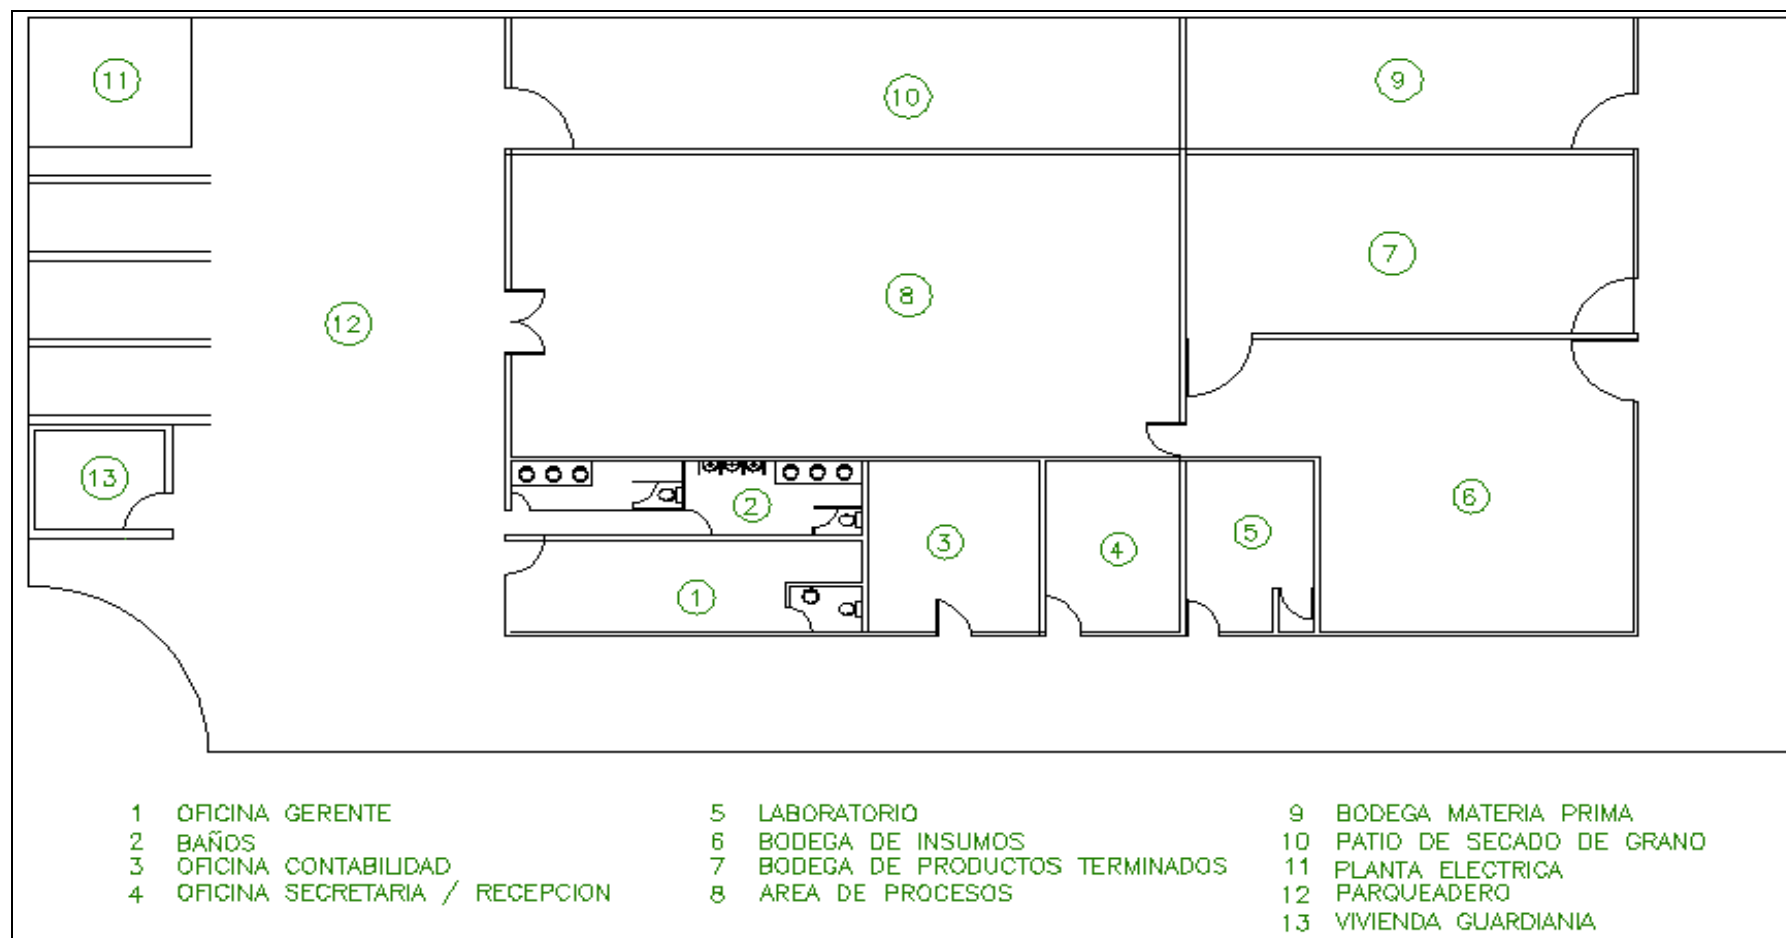 11
10
9
7
8
12
13
2
6
5
3
4
1
1 OFICINA GERENTE
2 BAÑOS
3 OFICINA CONTABILIDAD
4 OFICINA SECRETARIA / RECEPCION
5 LABORATORIO
6 BODEGA DE INSUMOS
7 BODEGA DE PRODUCTOS TERMINADOS
8 AREA DE PROCESOS
9 BODEGA MATERIA PRIMA
10 PATIO DE SECADO DE GRANO
11 PLANTA ELECTRICA
12 PARQUEADERO
13 VIVIENDA GUARDIANIA